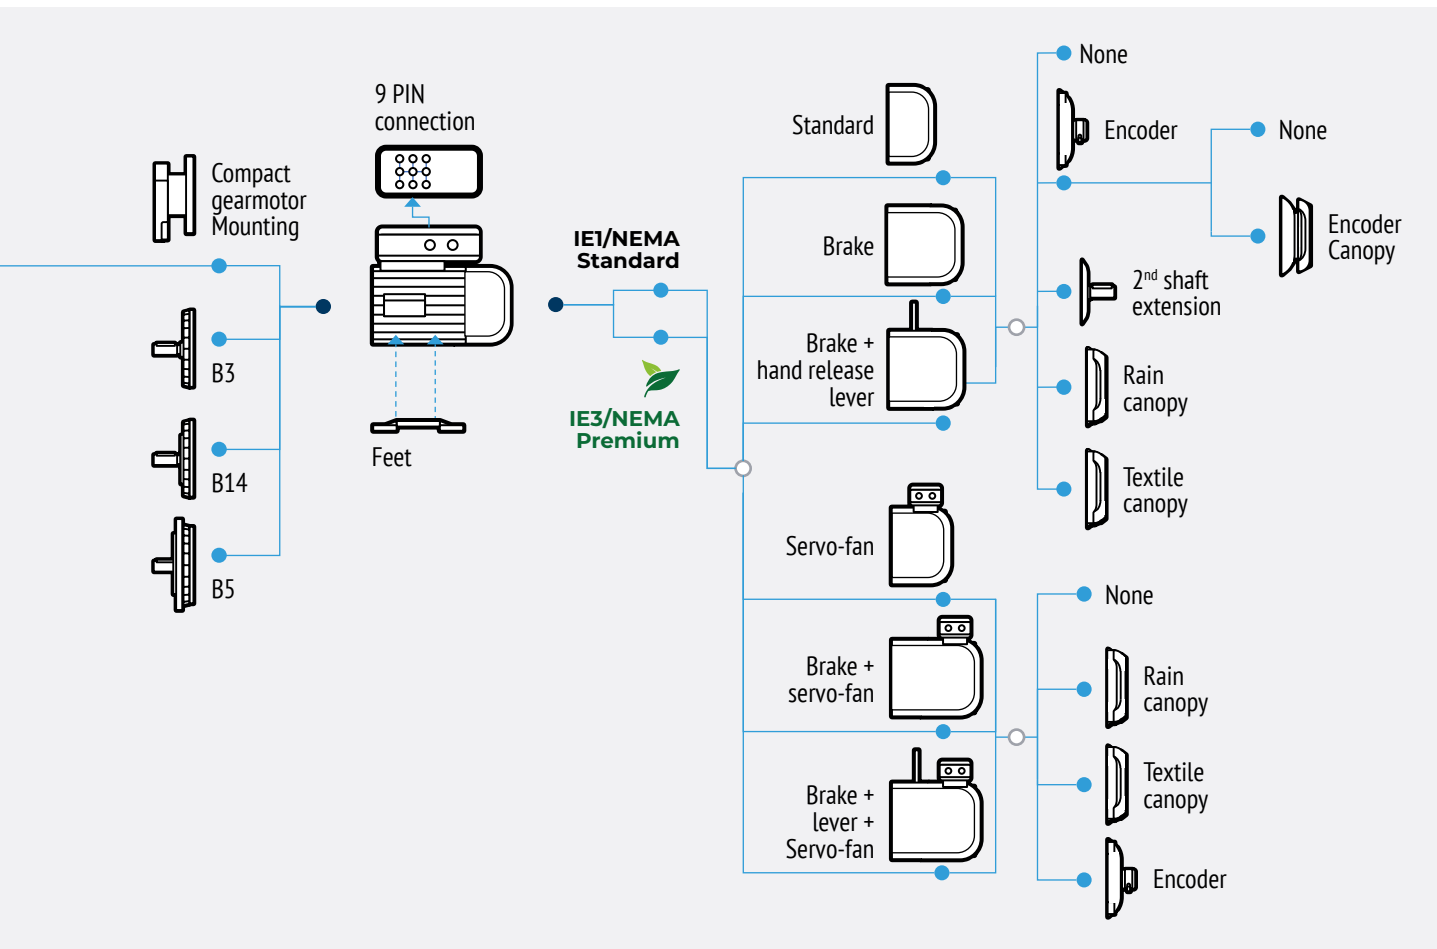 9 PIN
connection
Compact
gearmotor
Mounting
B3
B14
B5
Feet
IE1/NEMA
Standard
IE3/NEMA
Premium
Standard
Brake
Brake +
hand release
lever
Servo-fan
Brake +
servo-fan
Brake +
lever +
Servo-fan
None
Encoder
None
Encoder
Canopy
2nd shaft
extension
Rain
canopy
Textile
canopy
None
Rain
canopy
Textile
canopy
Encoder